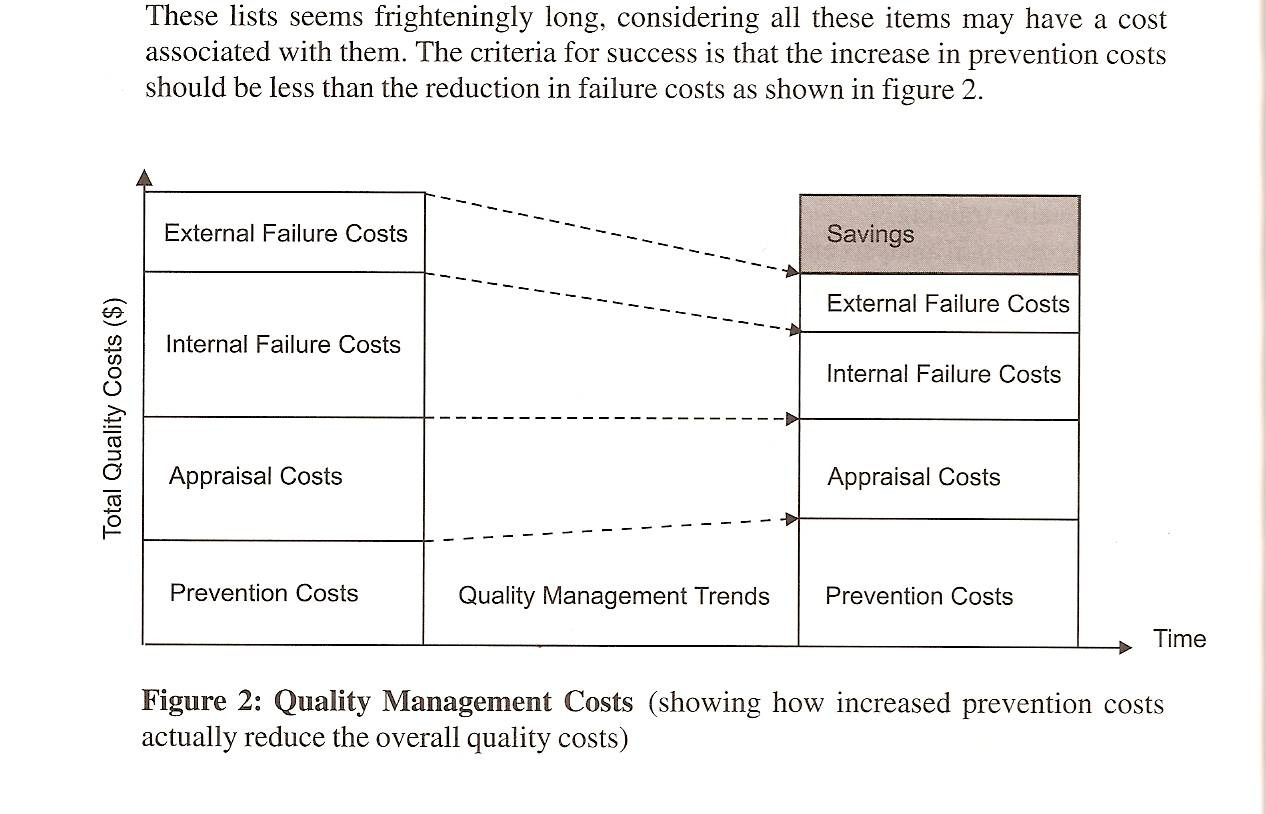 These lists seems frighteningly long, considering all these items may have a cost
associated with them. The criteria for success is that the increase in prevention costs
should be less than the reduction in failure costs as shown in figure 2.
Total Quality Costs ($)
External Failure Costs
Internal Failure Costs
Appraisal Costs
Prevention Costs
Quality Management Trends
Savings
External Failure Costs
Internal Failure Costs
Appraisal Costs
Prevention Costs
Time
Figure 2: Quality Management Costs (showing how increased prevention costs
actually reduce the overall quality costs)